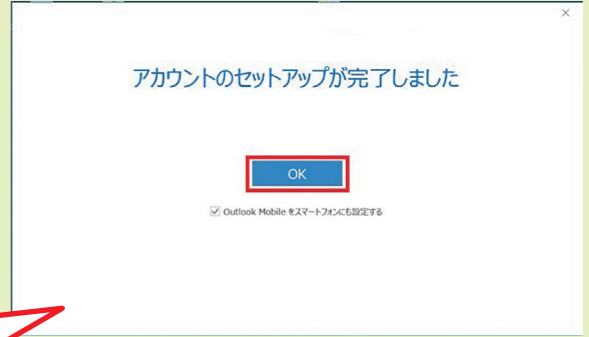 アカウントのセットアップが完了しました
OK
Outlook Mobile をスマートフォンにも設定する